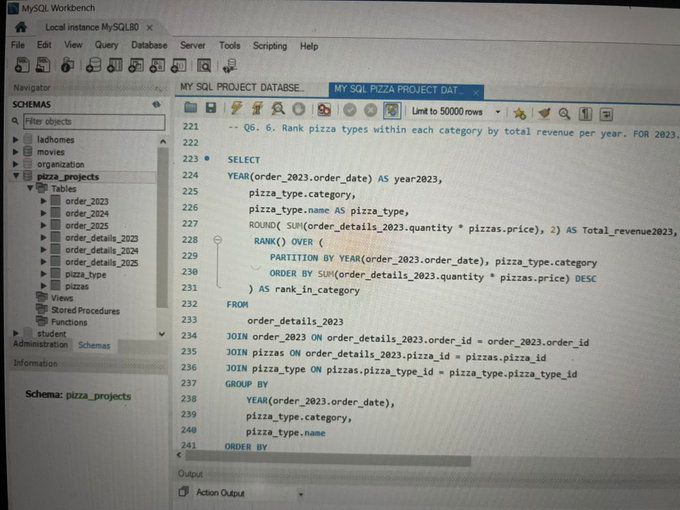 MySQL Workbench
Local instance MySQL80 ×
File Edit View Query Database Server Tools Scripting Help
Navigator
SCHEMAS
Filter objects
ladhomes
movies
organization
pizza_projects
Tables
order_2023
order_2024
order_2025
order_details_2023
order_details_2024
order_details_2025
pizza_type
pizzas
Views
Stored Procedures
Functions
student
Administration Schemas
Information
Schema: pizza_projects
MY SQL PROJECT DATABSE... MY SQL PIZZA PROJECT DAT... ×
Limit to 50000 rows
221 -- Q6. 6. Rank pizza types within each category by total revenue per year. FOR 2023.
222
223 SELECT
224 YEAR(order_2023.order_date) AS year2023,
225 pizza_type.category,
226 pizza_type.name AS pizza_type,
227 ROUND( SUM(order_details_2023.quantity * pizzas.price), 2) AS Total_revenue2023,
228 RANK() OVER (
229 PARTITION BY YEAR(order_2023.order_date), pizza_type.category
230 ORDER BY SUM(order_details_2023.quantity * pizzas.price) DESC
231 ) AS rank_in_category
232 FROM
233 order_details_2023
234 JOIN order_2023 ON order_details_2023.order_id = order_2023.order_id
235 JOIN pizzas ON order_details_2023.pizza_id = pizzas.pizza_id
236 JOIN pizza_type ON pizzas.pizza_type_id = pizza_type.pizza_type_id
237 GROUP BY
238 YEAR(order_2023.order_date),
239 pizza_type.category,
240 pizza_type.name
241 ORDER BY
Output
Action Output